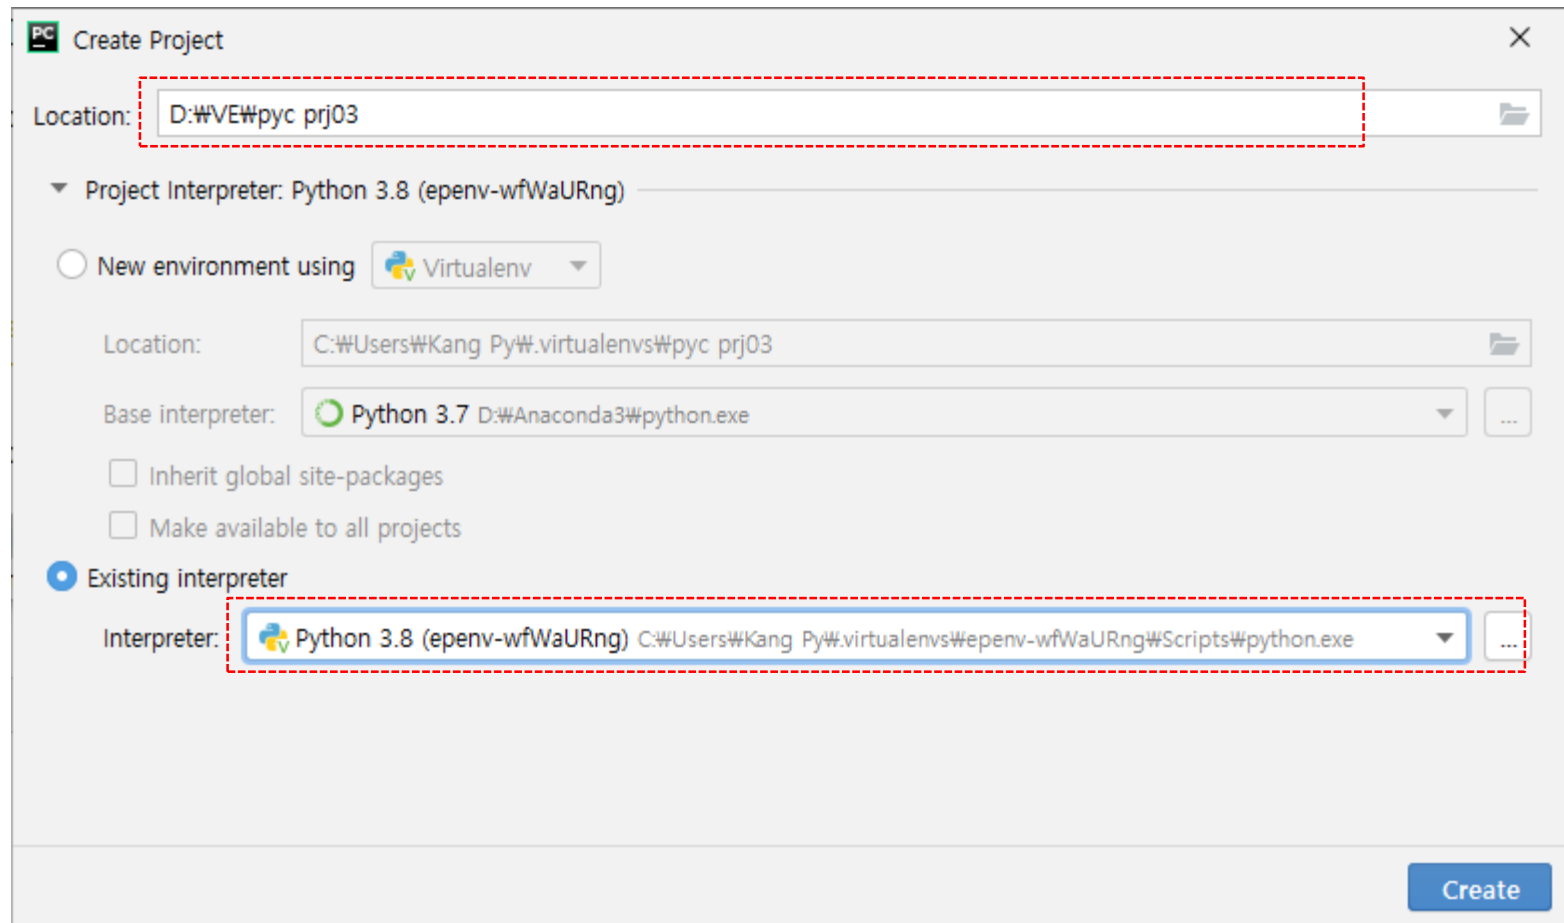 PC Create Project
Location: D:₩VE₩pyc prj03
Project Interpreter: Python 3.8 (epenv-wfWaURng)
New environment using Virtualenv
Location: C:₩Users₩Kang Py₩.virtualenvs₩pyc prj03
Base interpreter: Python 3.7 D:₩Anaconda3₩python.exe ...
Inherit global site-packages
Make available to all projects
Existing interpreter
Interpreter: Python 3.8 (epenv-wfWaURng) C:₩Users₩Kang Py₩.virtualenvs₩epenv-wfWaURng₩Scripts₩python.exe ...
Create